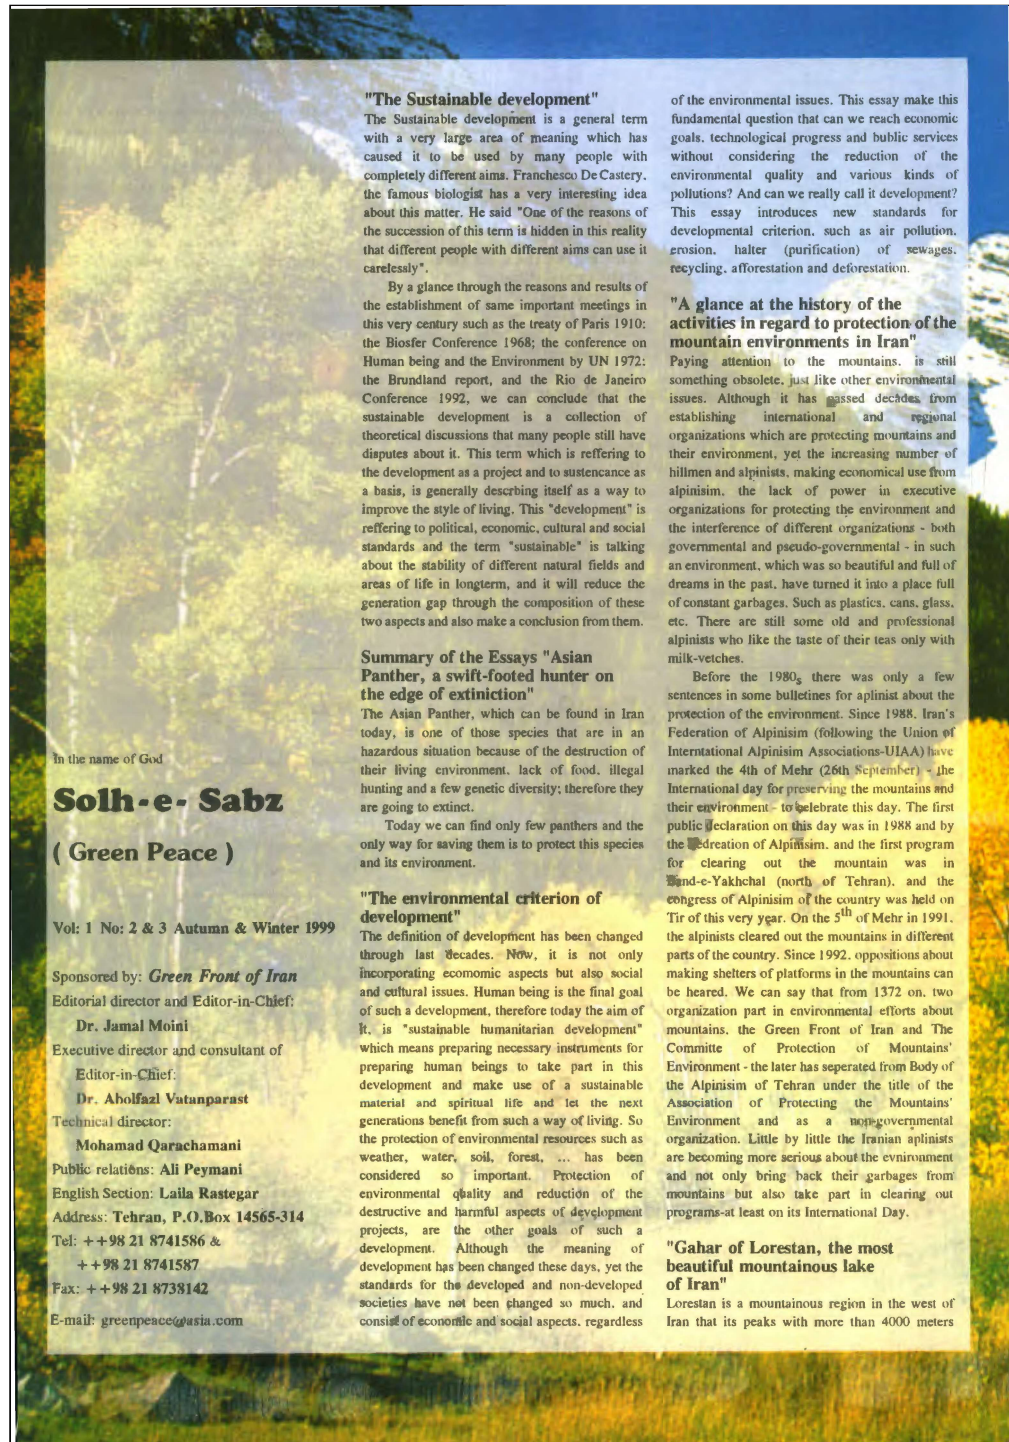 In the name of God
Solh-e- Sabz
( Green Peace )
Vol: 1 No: 2 & 3 Autumn & Winter 1999
Sponsored by: Green Front of Iran
Editorial director and Editor-in-Chief:
Dr. Jamal Moini
Executive director and consultant of
Editor-in-Chief:
Dr. Abolfazl Vatanparast
Technical director:
Mohamad Qarachamani
Public relations: Ali Peymani
English Section: Laila Rastegar
Address: Tehran, P.O.Box 14565-314
Tel: ++98 21 8741586 &
++98 21 8741587
Fax: ++98 21 8738142
E-mail: greenpeace@asia.com
"The Sustainable development"
The Sustainable development is a general term
with a very large area of meaning which has
caused it to be used by many people with
completely different aims. Franchesco De Castery.
the famous biologist has a very interesting idea
about this matter. He said "One of the reasons of
the succession of this term is hidden in this reality
that different people with different aims can use it
carelessly".
By a glance through the reasons and results of
the establishment of same important meetings in
this very century such as the treaty of Paris 1910:
the Biosfer Conference 1968; the conference on
Human being and the Environment by UN 1972:
the Brundland report, and the Rio de Janeiro
Conference 1992, we can conclude that the
sustainable development is a collection of
theoretical discussions that many people still have
disputes about it. This term which is reffering to
the development as a project and to sustencance as
a basis, is generally descrbing itself as a way to
improve the style of living. This "development" is
reffering to political, economic, cultural and social
standards and the term "sustainable" is talking
about the stability of different natural fields and
areas of life in longterm, and it will reduce the
generation gap through the composition of these
two aspects and also make a conclusion from them.
Summary of the Essays "Asian
Panther, a swift-footed hunter on
the edge of extiniction"
The Asian Panther, which can be found in Iran
today, is one of those species that are in an
hazardous situation because of the destruction of
their living environment. lack of food. illegal
hunting and a few genetic diversity; therefore they
are going to extinct.
Today we can find only few panthers and the
only way for saving them is to protect this species
and its environment.
"The environmental criterion of
development"
The definition of development has been changed
through last decades. Now, it is not only
incorporating ecomomic aspects but also social
and cultural issues. Human being is the final goal
of such a development, therefore today the aim of
it, is "sustainable humanitarian development"
which means preparing necessary instruments for
preparing human beings to take part in this
development and make use of a sustainable
material and spiritual life and let the next
generations benefit from such a way of living. So
the protection of environmental resources such as
weather, water, soil, forest, ... has been
considered so important. Protection of
environmental quality and reduction of the
destructive and harmful aspects of development
projects, are the other goals of such a
development. Although the meaning of
development has been changed these days, yet the
standards for the developed and non-developed
societies have not been changed so much. and
consist of economic and social aspects. regardless
of the environmental issues. This essay make this
fundamental question that can we reach economic
goals. technological progress and bublic services
without considering the reduction of the
environmental quality and various kinds of
pollutions? And can we really call it development?
This essay introduces new standards for
developmental criterion, such as air pollution.
erosion. halter (purification) of sewages.
recycling. afforestation and deforestation.
"A glance at the history of the
activities in regard to protection of the
mountain environments in Iran"
Paying attention to the mountains. is still
something obsolete. just like other environmental
issues. Although it has passed decades from
establishing international and regional
organizations which are protecting mountains and
their environment, yet the increasing number of
hillmen and alpinists, making economical use from
alpinisim. the lack of power in executive
organizations for protecting the environment and
the interference of different organizations - both
governmental and pseudo-governmental - in such
an environment, which was so beautiful and full of
dreams in the past, have turned it into a place full
of constant garbages. Such as plastics. cans. glass.
etc. There are still some old and professional
alpinists who like the taste of their teas only with
milk-vetches.
Before the 1980s there was only a few
sentences in some bulletines for aplinist about the
protection of the environment. Since 1988. Iran's
Federation of Alpinisim (following the Union of
Interntational Alpinisim Associations-UIAA) have
marked the 4th of Mehr (26th September) - the
International day for preserving the mountains and
their environment - to celebrate this day. The first
public declaration on this day was in 1988 and by
the Fedreation of Alpinisim. and the first program
for clearing out the mountain was in
Band-e-Yakhchal (north of Tehran). and the
congress of Alpinisim of the country was held on
Tir of this very year. On the 5th of Mehr in 1991.
the alpinists cleared out the mountains in different
parts of the country. Since 1992. oppositions about
making shelters of platforms in the mountains can
be heared. We can say that from 1372 on. two
organization part in environmental efforts about
mountains. the Green Front of Iran and The
Committe of Protection of Mountains'
Environment - the later has seperated from Body of
the Alpinisim of Tehran under the title of the
Association of Protecting the Mountains'
Environment and as a non-governmental
organization. Little by little the Iranian aplinists
are becoming more serious about the evnironment
and not only bring back their garbages from
mountains but also take part in clearing out
programs-at least on its International Day.
"Gahar of Lorestan, the most
beautiful mountainous lake
of Iran"
Lorestan is a mountainous region in the west of
Iran that its peaks with more than 4000 meters